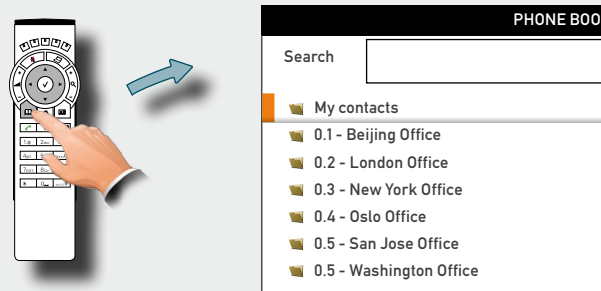 PHONE BOO
Search
My contacts
0.1 - Beijing Office
0.2 - London Office
0.3 - New York Office
0.4 - Oslo Office
0.5 - San Jose Office
0.5 - Washington Office